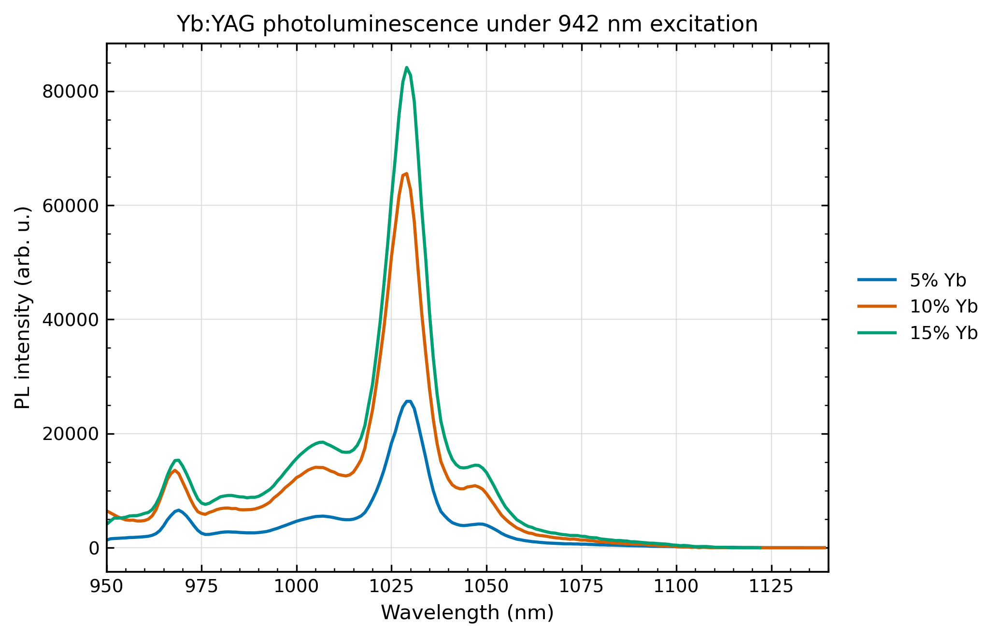 Yb:YAG photoluminescence under 942 nm excitation
PL intensity (arb. u.)
80000
60000
40000
20000
0
950 975 1000 1025 1050 1075 1100 1125
Wavelength (nm)
5% Yb
10% Yb
15% Yb